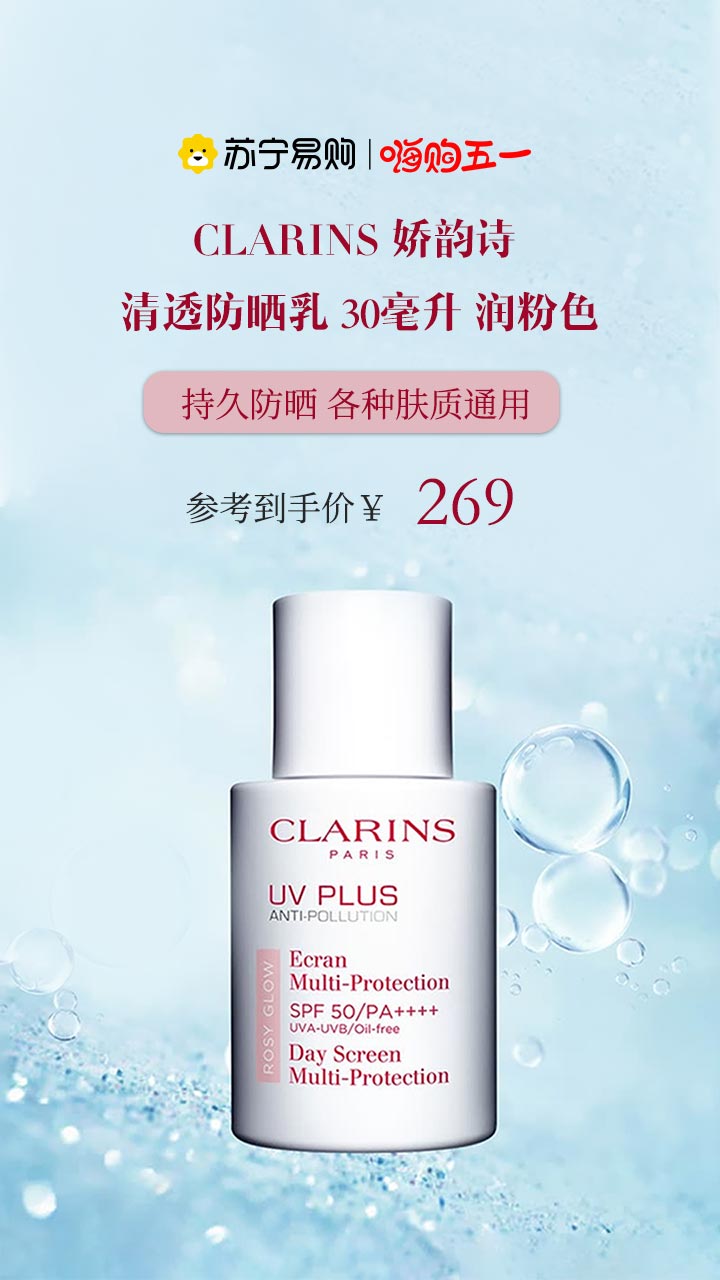 苏宁易购|嗨购五一
CLARINS 娇韵诗
清透防晒乳 30毫升 润粉色
持久防晒 各种肤质通用
参考到手价￥ 269
CLARINS
PARIS
UV PLUS
ANTI-POLLUTION
ROSY GLOW
Ecran
Multi-Protection
SPF 50/PA++++
UVA-UVB/Oil-free
Day Screen
Multi-Protection